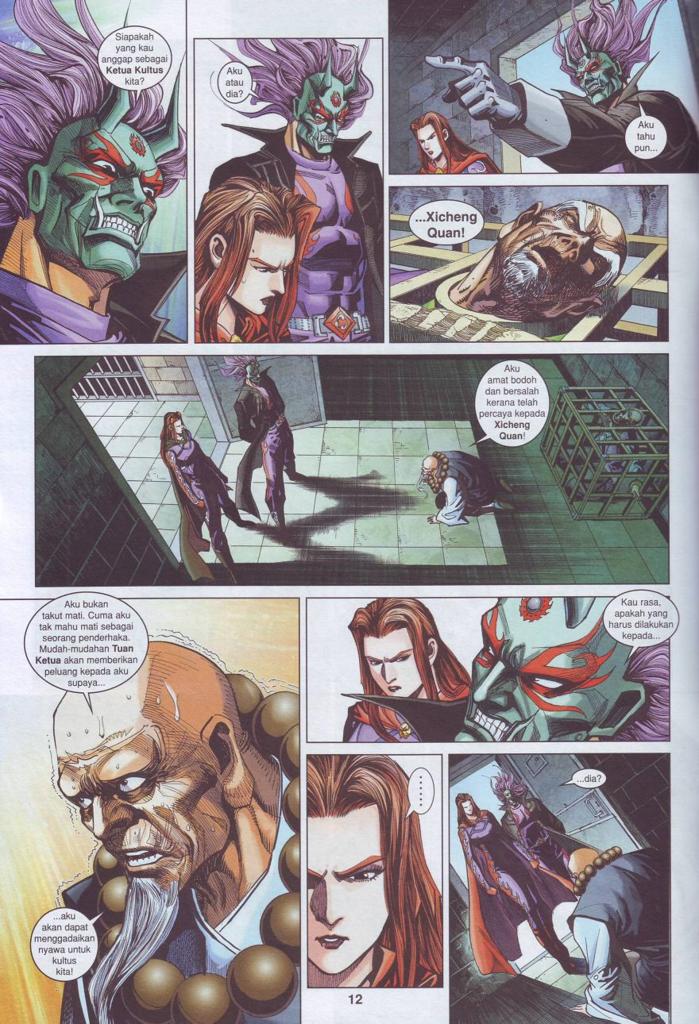 Siapakah
yang kau
anggap sebagai
Ketua Kultus
kita?
Aku
atau
dia?
Aku
tahu
pun...
...Xicheng
Quan!
Aku
amat bodoh
dan bersalah
kerana telah
percaya kepada
Xicheng
Quan!
Aku bukan
takut mati. Cuma aku
tak mahu mati sebagai
seorang penderhaka.
Mudah-mudahan Tuan
Ketua akan memberikan
peluang kepada aku
supaya...
...aku
akan dapat
menggadaikan
nyawa untuk
kultus
kita!
Kau rasa,
apakah yang
harus dilakukan
kepada...
......
...dia?
12